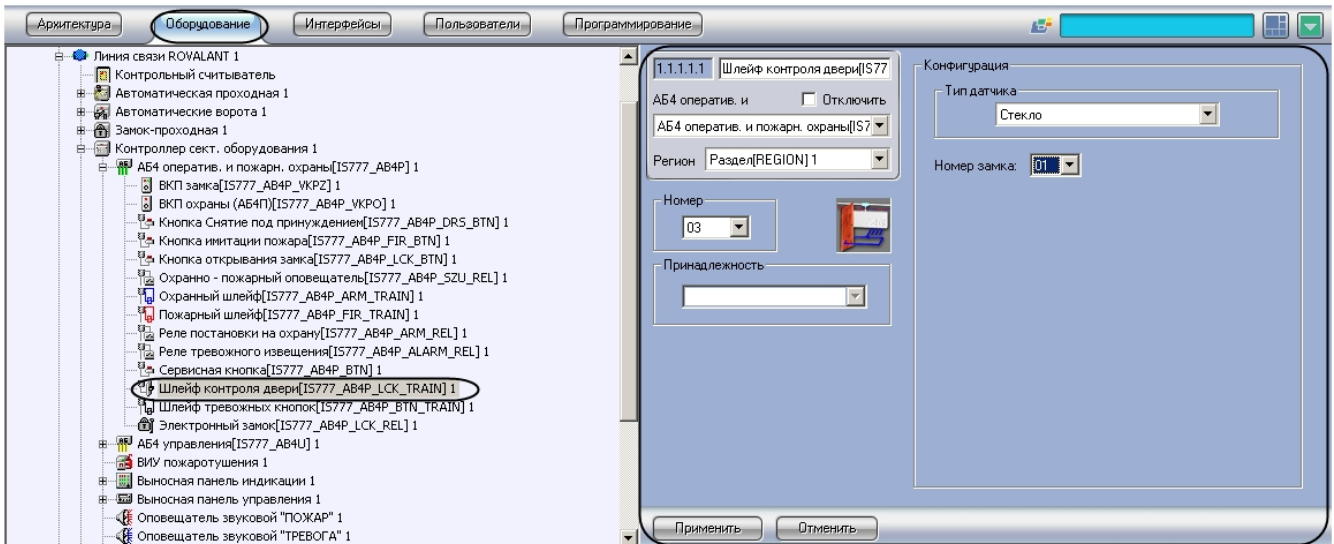 Архитектура Оборудование Интерфейсы Пользователи Программирование
Линия связи ROVALANT 1
Контрольный считыватель
Автоматическая проходная 1
Автоматические ворота 1
Замок-проходная 1
Контроллер сект. оборудования 1
АБ4 оператив. и пожарн. охраны[IS777_AB4P] 1
ВКП замка[IS777_AB4P_VKPZ] 1
ВКП охраны (АБ4П)[IS777_AB4P_VKPO] 1
Кнопка Снятие под принуждением[IS777_AB4P_DRS_BTN] 1
Кнопка имитации пожара[IS777_AB4P_FIR_BTN] 1
Кнопка открывания замка[IS777_AB4P_LCK_BTN] 1
Охранно - пожарный оповещатель[IS777_AB4P_SZU_REL] 1
Охранный шлейф[IS777_AB4P_ARM_TRAIN] 1
Пожарный шлейф[IS777_AB4P_FIR_TRAIN] 1
Реле постановки на охрану[IS777_AB4P_ARM_REL] 1
Реле тревожного извещения[IS777_AB4P_ALARM_REL] 1
Сервисная кнопка[IS777_AB4P_BTN] 1
Шлейф контроля двери[IS777_AB4P_LCK_TRAIN] 1
Шлейф тревожных кнопок[IS777_AB4P_BTN_TRAIN] 1
Электронный замок[IS777_AB4P_LCK_REL] 1
АБ4 управления[IS777_AB4U] 1
ВИУ пожаротушения 1
Выносная панель индикации 1
Выносная панель управления 1
Оповещатель звуковой "ПОЖАР" 1
Оповещатель звуковой "ТРЕВОГА" 1
1.1.1.1.1 Шлейф контроля двери[IS77
АБ4 оператив. и Отключить
АБ4 оператив. и пожарн. охраны[IS7
Регион Раздел[REGION] 1
Номер
03
Принадлежность
Конфигурация
Тип датчика
Стекло
Номер замка: 01
Применить Отменить